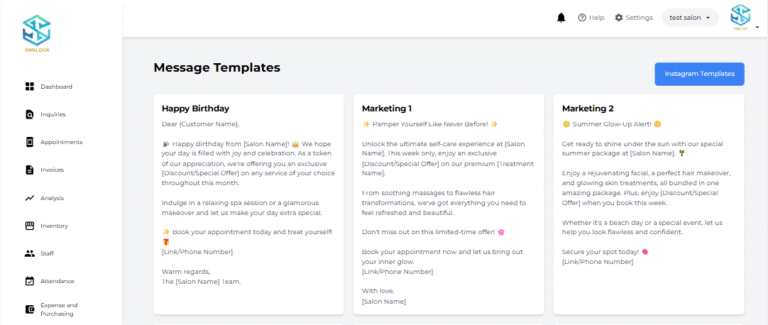 Help
Settings
test salon
SWALOOK
Dashboard
Inquiries
Appointments
Invoices
Analysis
Inventory
Staff
Attendance
Expense and
Purchasing
Message Templates
Instagram Templates
Happy Birthday
Dear {Customer Name},
🎉 Happy Birthday from [Salon Name]! 🎂 We hope
your day is filled with joy and celebration. As a token
of our appreciation, we're offering you an exclusive
[Discount/Special Offer] on any service of your choice
throughout this month.
Indulge in a relaxing spa session or a glamorous
makeover and let us make your day extra special.
✨ Book your appointment today and treat yourself!
🎁
[Link/Phone Number]
Warm regards,
The [Salon Name] Team.
Marketing 1
✨ Pamper Yourself Like Never Before! ✨
Unlock the ultimate self-care experience at [Salon
Name]. This week only, enjoy an exclusive
[Discount/Special Offer] on our premium [Treatment
Name].
From soothing massages to flawless hair
transformations, we've got everything you need to
feel refreshed and beautiful.
Don't miss out on this limited-time offer! 🌸
Book your appointment now and let us bring out
your inner glow.
[Link/Phone Number]
With love,
[Salon Name]
Marketing 2
🌞 Summer Glow-Up Alert! 🌞
Get ready to shine under the sun with our special
summer package at [Salon Name]. 🌴
Enjoy a rejuvenating facial, a perfect hair makeover,
and glowing skin treatments, all bundled in one
amazing package. Plus, enjoy [Discount/Special
Offer] when you book this week.
Whether it's a beach day or a special event, let us
help you look flawless and confident.
Secure your spot today! 🌺
[Link/Phone Number]